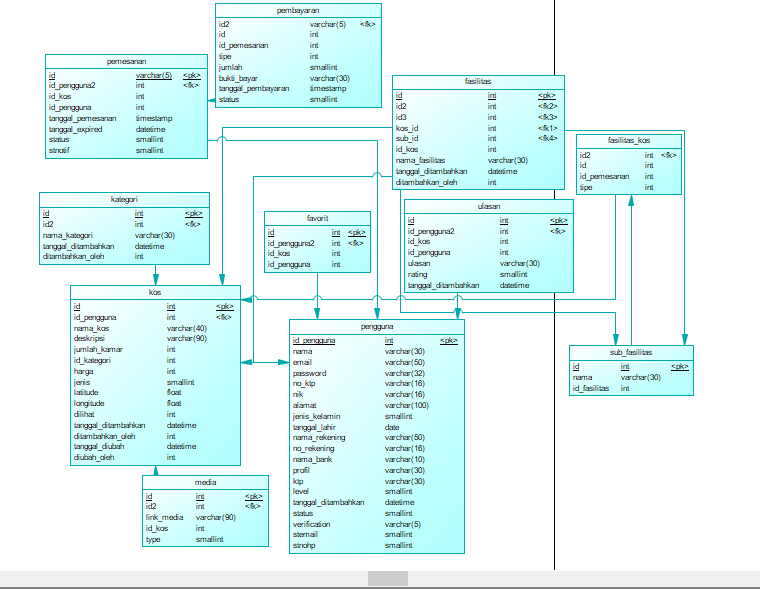 pembayaran
id2 varchar(5) <fk>
id int
id_pemesanan int
tipe int
jumlah smallint
bukti_bayar varchar(30)
tanggal_pembayaran timestamp
status smallint
pemesanan
id varchar(5) <pk>
id_pengguna2 int <fk>
id_kos int
id_pengguna int
tanggal_pemesanan timestamp
tanggal_expired datetime
status smallint
stnotif smallint
fasilitas
id int <pk>
id2 int <fk2>
id3 int <fk3>
kos_id int <fk1>
sub_id int <fk4>
id_kos int
nama_fasilitas varchar(30)
tanggal_ditambahkan datetime
ditambahkan_oleh int
fasilitas_kos
id2 int <fk>
id int
id_pemesanan int
tipe int
kategori
id int <pk>
id2 int <fk>
nama_kategori varchar(30)
tanggal_ditambahkan datetime
ditambahkan_oleh int
favorit
id int <pk>
id_pengguna2 int <fk>
id_kos int
id_pengguna int
ulasan
id int <pk>
id_pengguna2 int <fk>
id_kos int
id_pengguna int
ulasan varchar(30)
rating smallint
tanggal_ditambahkan datetime
kos
id int <pk>
id_pengguna int <fk>
nama_kos varchar(40)
deskripsi varchar(90)
jumlah_kamar int
id_kategori int
harga int
jenis smallint
latitude float
longitude float
dilihat int
tanggal_ditambahkan datetime
ditambahkan_oleh int
tanggal_diubah datetime
diubah_oleh int
pengguna
id_pengguna int <pk>
nama varchar(30)
email varchar(50)
password varchar(32)
no_ktp varchar(16)
nik varchar(16)
alamat varchar(100)
jenis_kelamin smallint
tanggal_lahir date
nama_rekening varchar(50)
no_rekening varchar(16)
nama_bank varchar(10)
profil varchar(30)
ktp varchar(30)
level smallint
tanggal_ditambahkan datetime
status smallint
verification varchar(5)
stemail smallint
stnohp smallint
sub_fasilitas
id int <pk>
nama varchar(30)
id_fasilitas int
media
id int <pk>
id2 int <fk>
link_media varchar(90)
id_kos int
type smallint